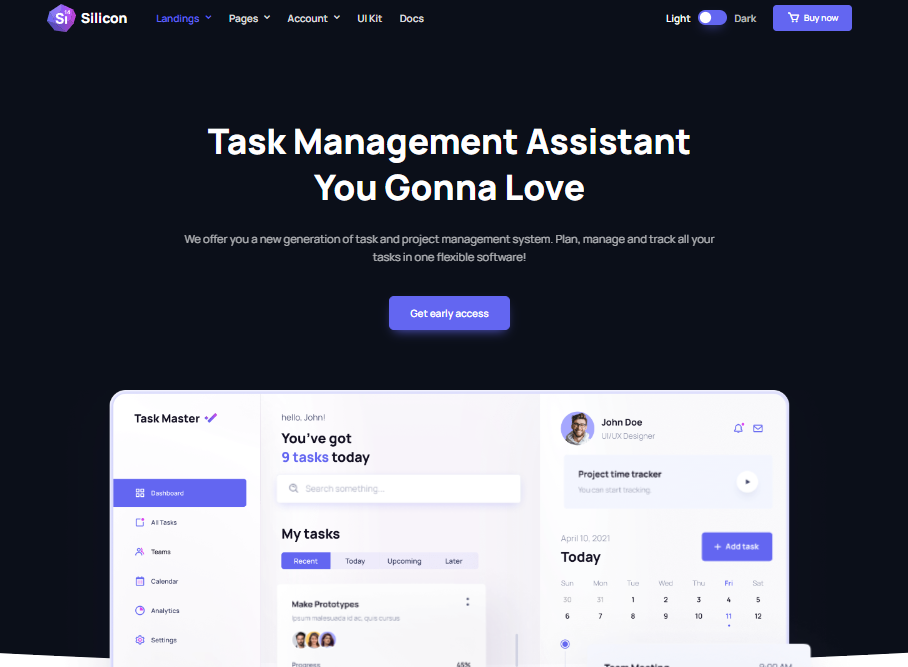 Si
Silicon
Landings
Pages
Account
UI Kit
Docs
Light
Dark
Buy now
Task Management Assistant
You Gonna Love
We offer you a new generation of task and project management system. Plan, manage and track all your
tasks in one flexible software!
Get early access
Task Master
Dashboard
All Tasks
Teams
Calendar
Analytics
Settings
hello, John!
You've got
9 tasks today
Search something...
My tasks
Recent Today Upcoming Later
Make Prototypes
Ipsum malesuada id ac, quis cursus
Progress 45%
John Doe
UI/UX Designer
Project time tracker
You can start tracking
April 10, 2021
Today
+ Add task
Sun Mon Tue Wed Thu Fri Sat
30 31 1 2 3 4 5
6 7 8 9 10 11 12
Team Meeting 9:00 AM